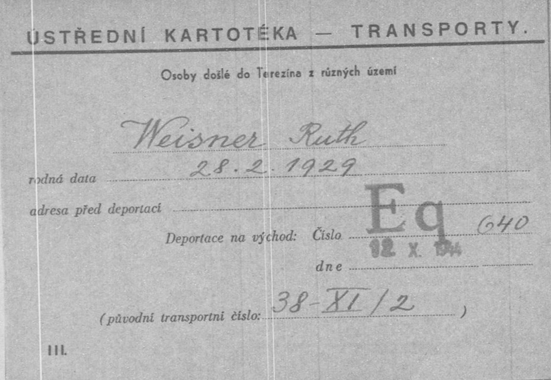 ÚSTŘEDNÍ KARTOTÉKA — TRANSPORTY.
Osoby došlé do Terezína z různých území
Weisner Ruth
rodná data 28.2.1929
adresa před deportací
Deportace na východ: Číslo Eq 640
dne 12 X. 1944
(původní transportní číslo: 38-XI/2)
III.